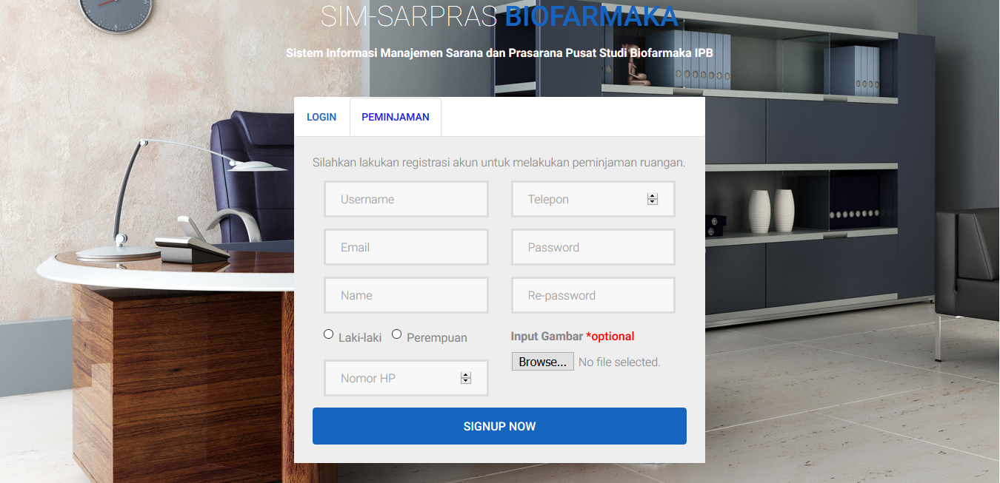 SIM-SARPRAS BIOFARMAKA
Sistem Informasi Manajemen Sarana dan Prasarana Pusat Studi Biofarmaka IPB
LOGIN PEMINJAMAN
Silahkan lakukan registrasi akun untuk melakukan peminjaman ruangan.
Username Telepon
Email Password
Name Re-password
Laki-laki Perempuan Input Gambar *optional
Browse... No file selected.
Nomor HP
SIGNUP NOW